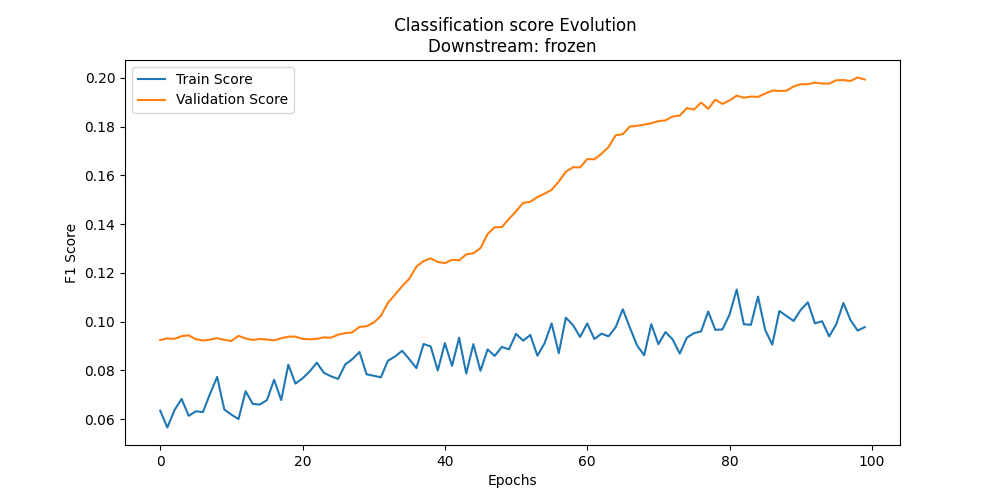 Classification score Evolution
Downstream: frozen
Train Score
Validation Score
F1 Score
0.20
0.18
0.16
0.14
0.12
0.10
0.08
0.06
0
20
40
60
80
100
Epochs